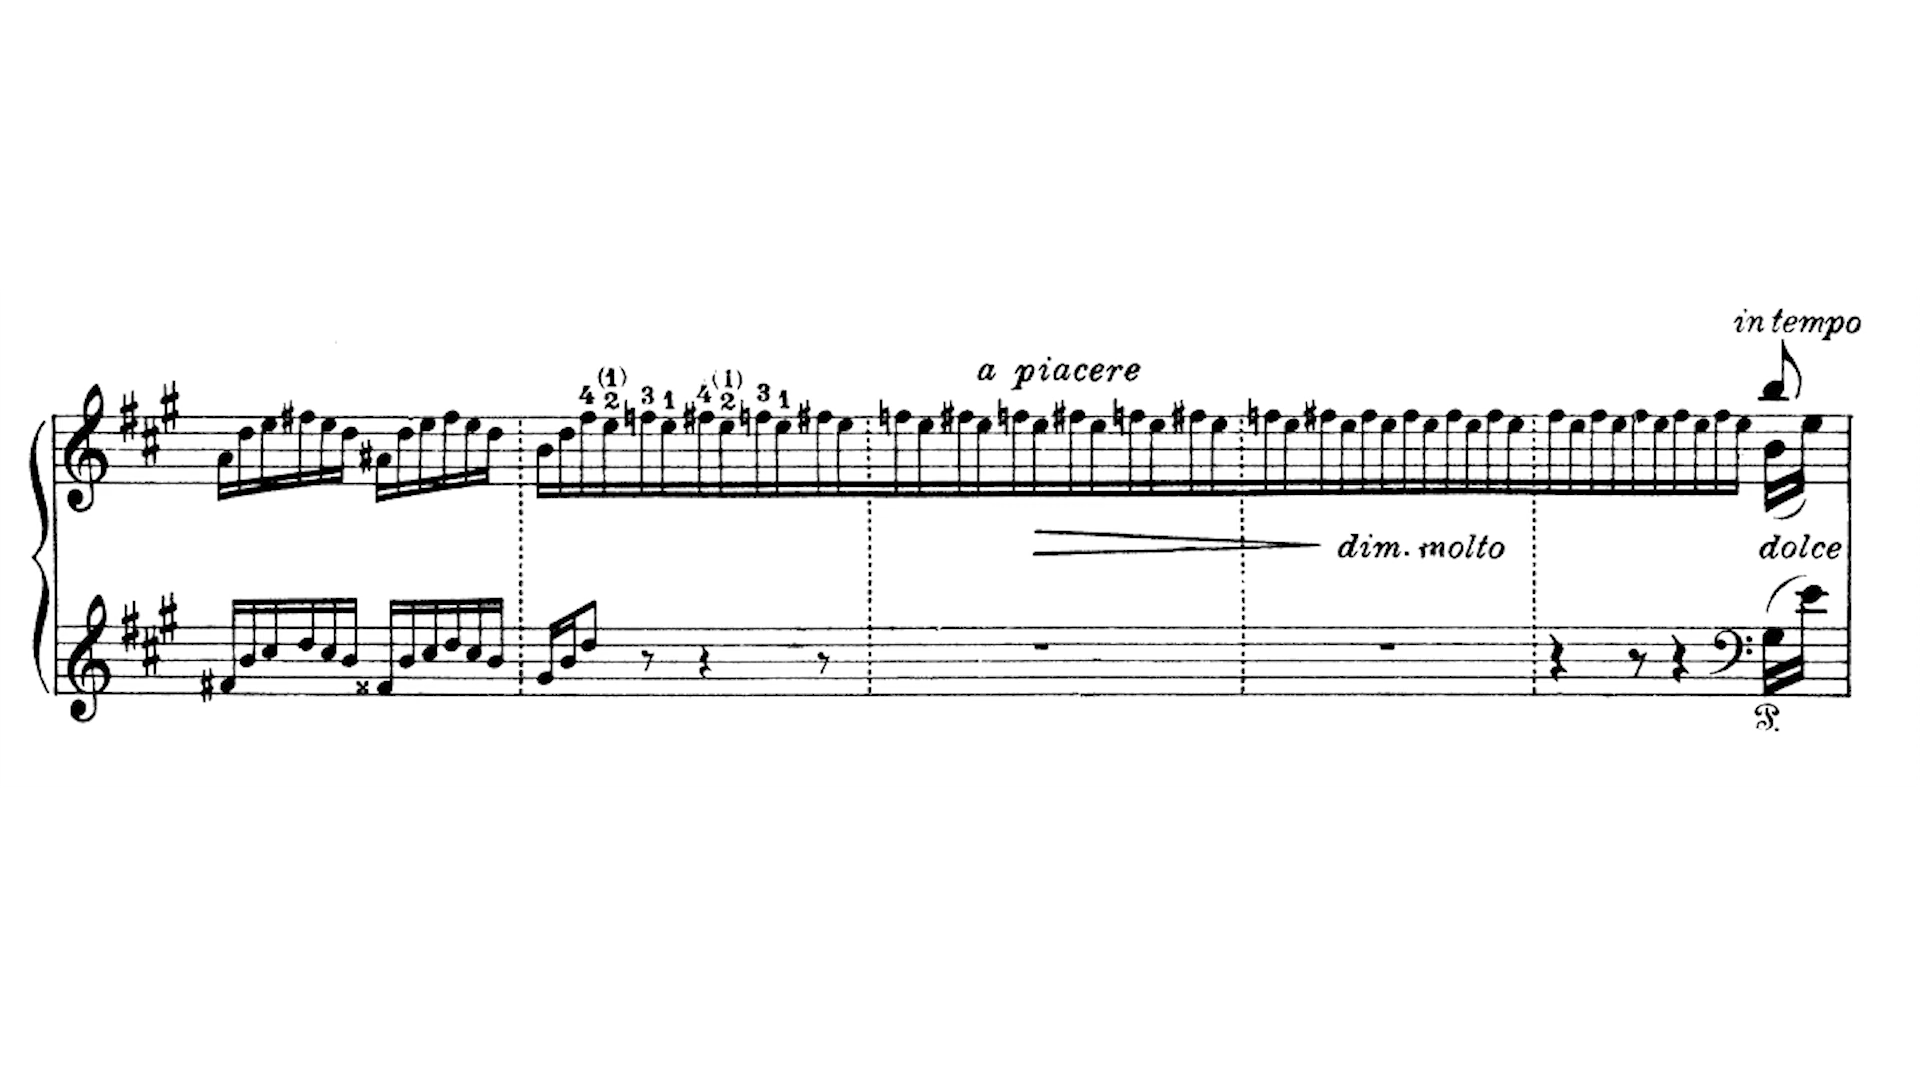 in tempo
a piacere
(1) (1)
4 2 3 1 4 2 3 1
dim. molto
dolce
P.